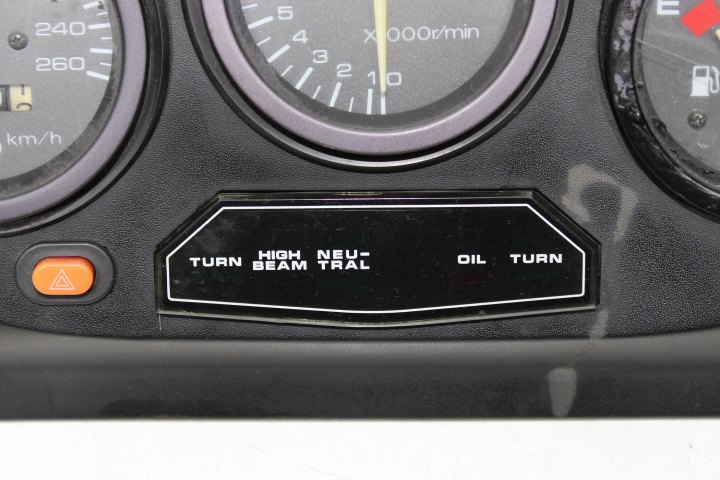 240
260
km/h
5
4
3
2
1 0
X1000r/min
E
TURN
HIGH BEAM
NEU-
TRAL
OIL
TURN